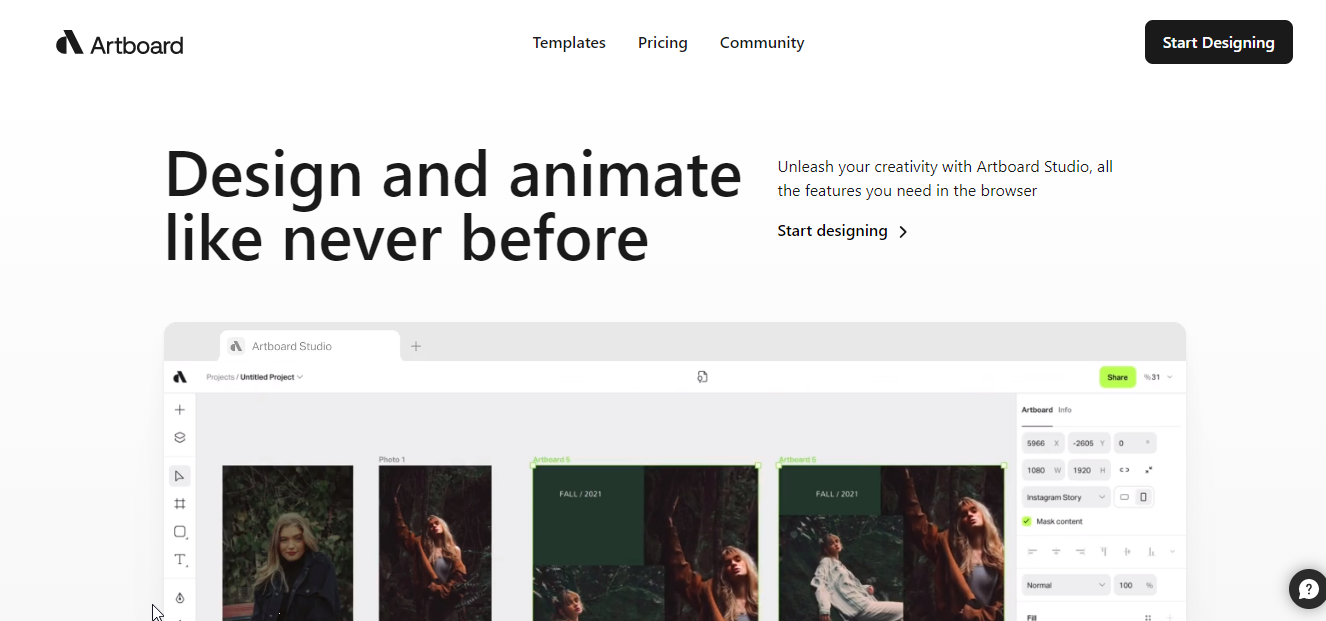 Artboard
Templates
Pricing
Community
Start Designing
Design and animate
like never before
Unleash your creativity with Artboard Studio, all
the features you need in the browser
Start designing
Artboard Studio
Projects / Untitled Project
Share
%31
Artboard Info
5966 X
-2605 Y
0 °
1080 W
1920 H
Instagram Story
Mask content
Photo 1
Artboard 6
Artboard 5
FALL / 2021
FALL / 2021
T
Normal
100 %
Fill
?